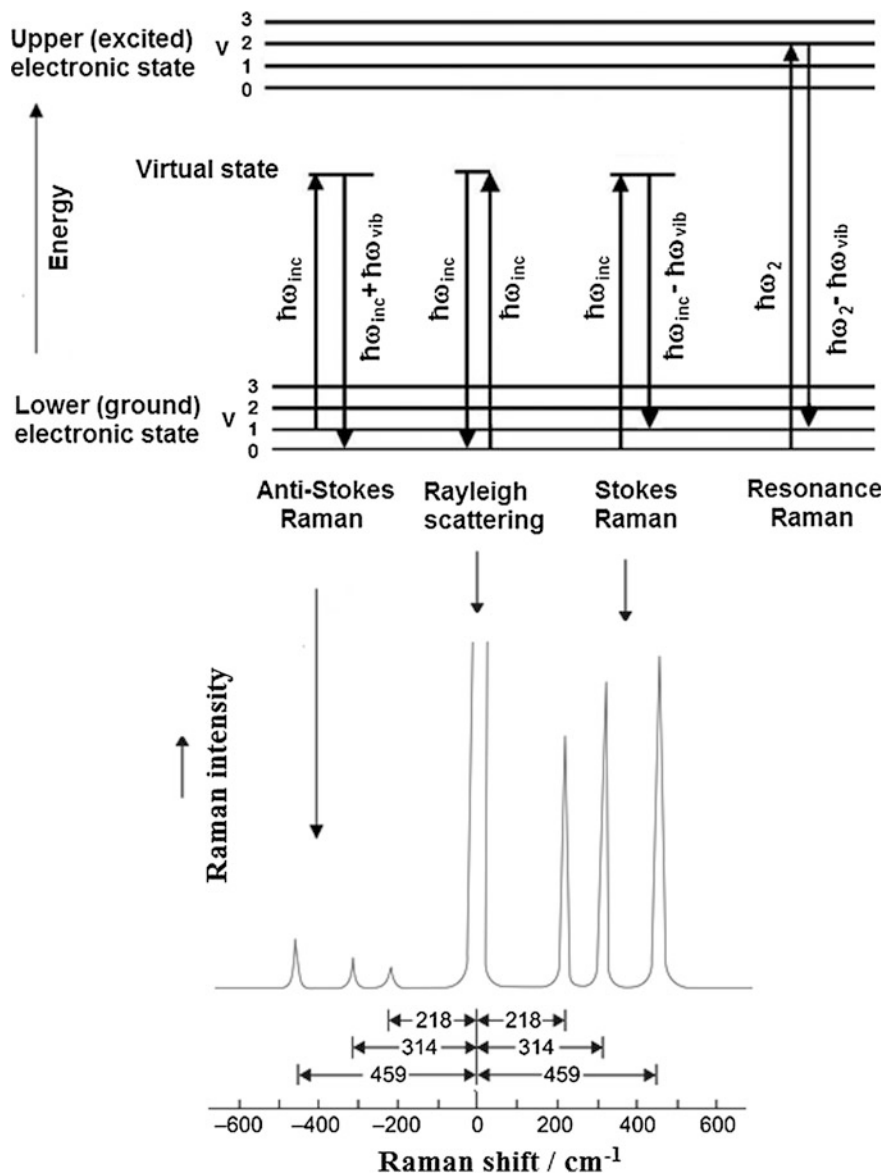 Upper (excited)
electronic state
V
3
2
1
0
Energy
Virtual state
ħωinc
ħωinc+ ħωvib
ħωinc
ħωinc
ħωinc
ħωinc- ħωvib
ħω2
ħω2- ħωvib
Lower (ground)
electronic state
V
3
2
1
0
Anti-Stokes
Raman
Rayleigh
scattering
Stokes
Raman
Resonance
Raman
Raman intensity
218 218
314 314
459 459
–600 –400 –200 0 200 400 600
Raman shift / cm-1